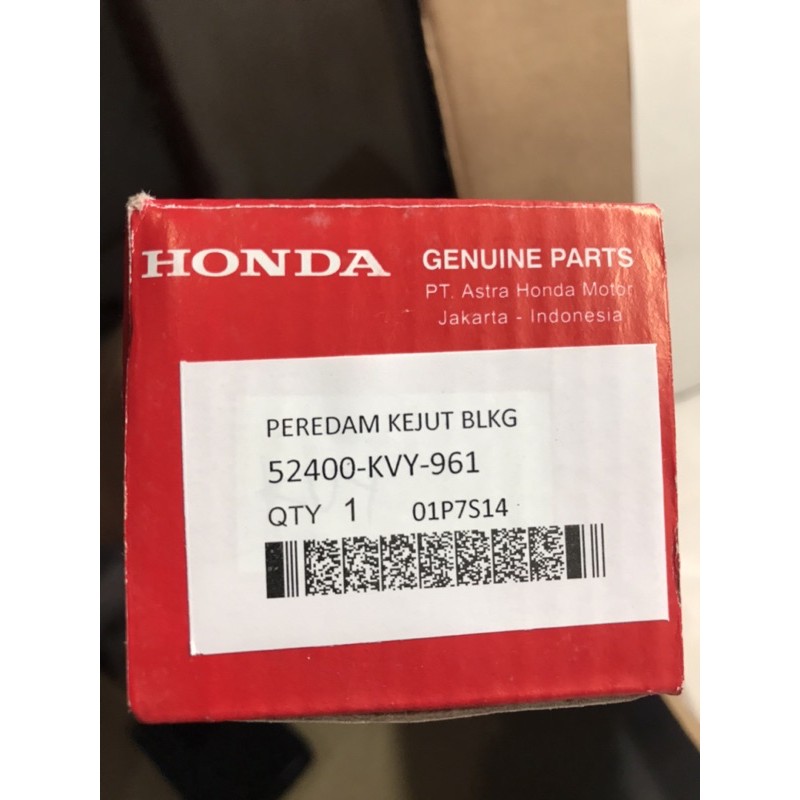 HONDA
GENUINE PARTS
PT. Astra Honda Motor
Jakarta - Indonesia
PEREDAM KEJUT BLKG
52400-KVY-961
QTY 1 01P7S14